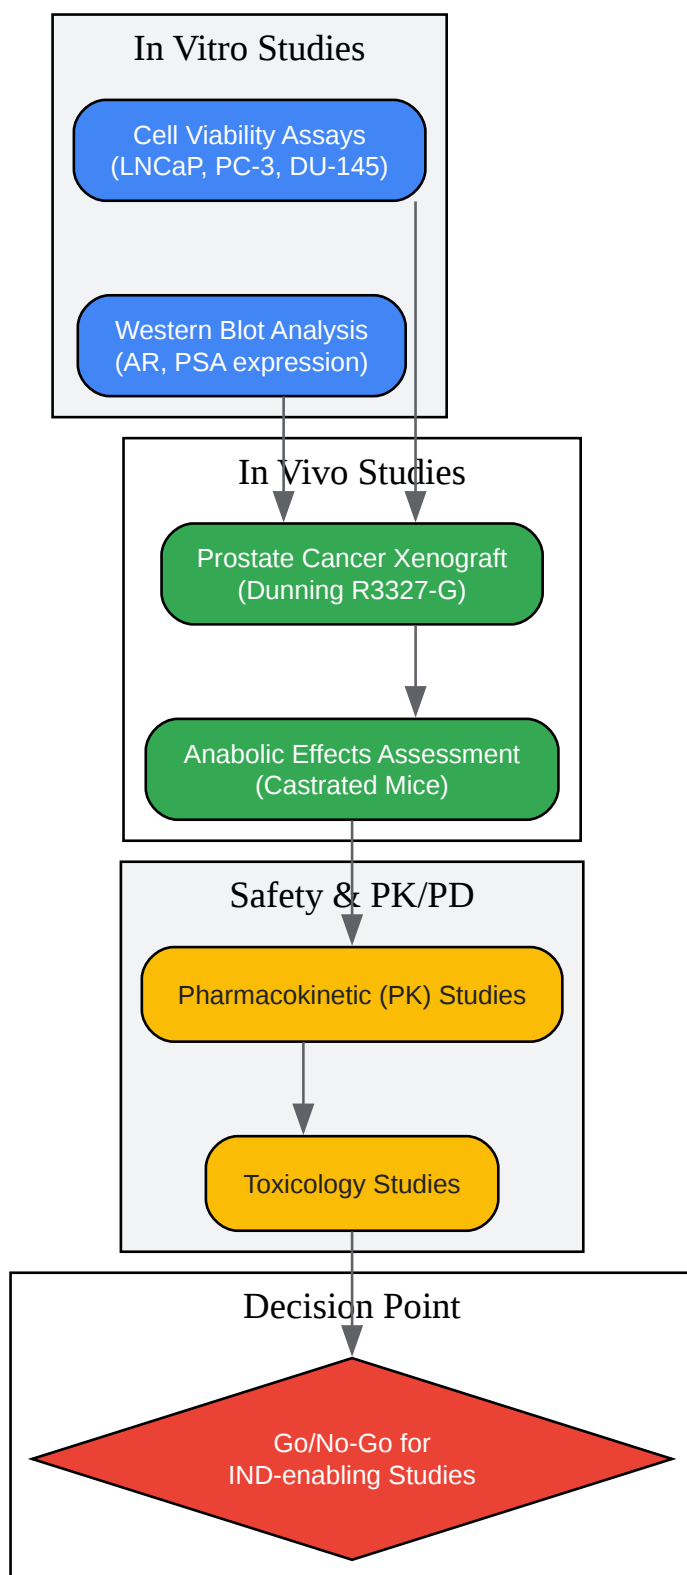 In Vitro Studies
Cell Viability Assays
(LNCaP, PC-3, DU-145)
Western Blot Analysis
(AR, PSA expression)
In Vivo Studies
Prostate Cancer Xenograft
(Dunning R3327-G)
Anabolic Effects Assessment
(Castrated Mice)
Safety & PK/PD
Pharmacokinetic (PK) Studies
Toxicology Studies
Decision Point
Go/No-Go for
IND-enabling Studies